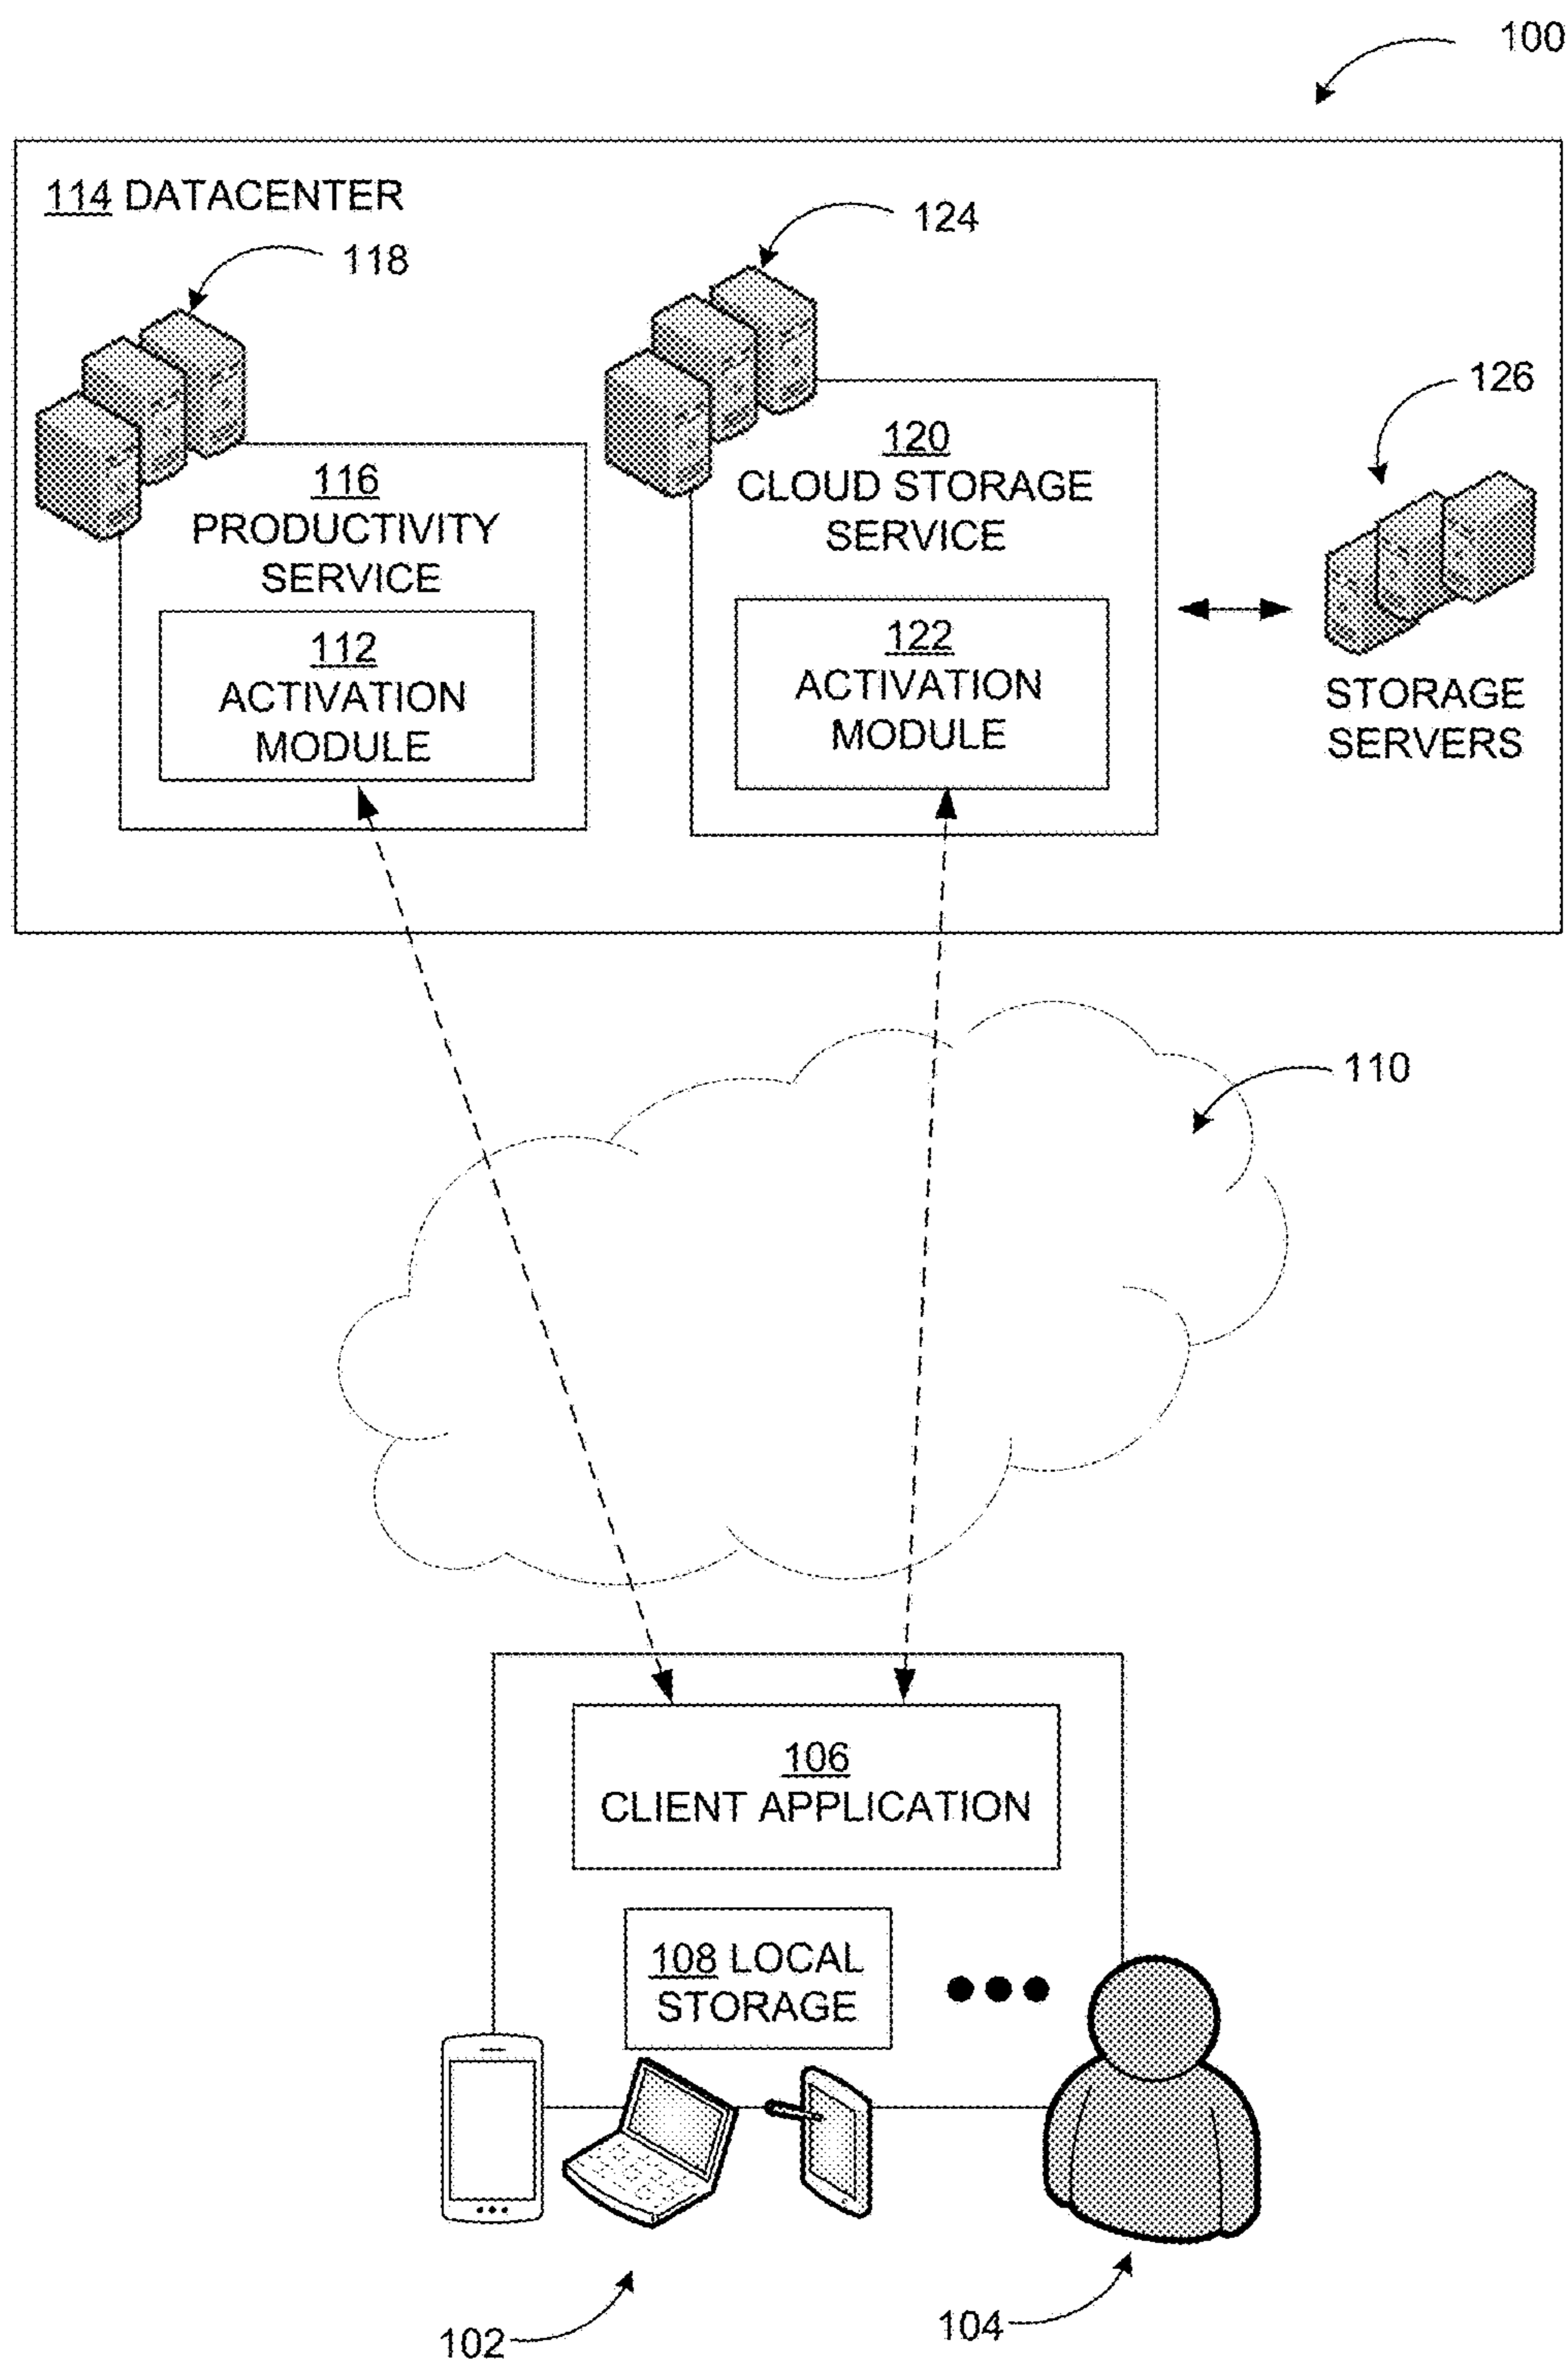 100
114 DATACENTER
124
118
126
120
CLOUD STORAGE
SERVICE
116
PRODUCTIVITY
SERVICE
122
ACTIVATION
MODULE
112
ACTIVATION
MODULE
STORAGE
SERVERS
110
106
CLIENT APPLICATION
108 LOCAL
STORAGE
102
104